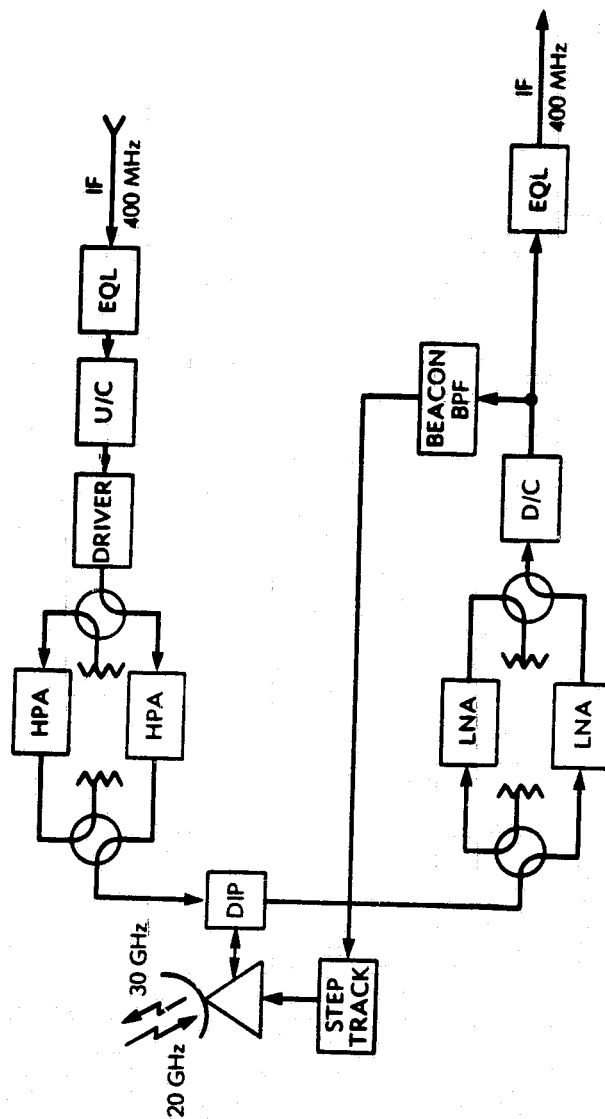 HPA
HPA
DRIVER
U/C
EQL
IF
400 MHz
30 GHz
20 GHz
DIP
STEP
TRACK
BEACON
BPF
LNA
LNA
D/C
EQL
IF
400 MHz